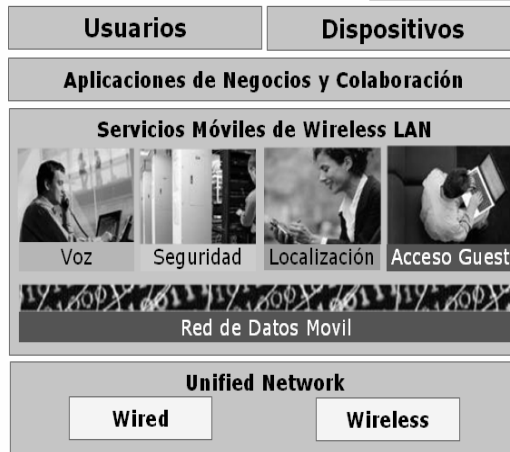 Usuarios
Dispositivos
Aplicaciones de Negocios y Colaboración
Servicios Móviles de Wireless LAN
Voz
Seguridad
Localización
Acceso Guest
Red de Datos Movil
Unified Network
Wired
Wireless